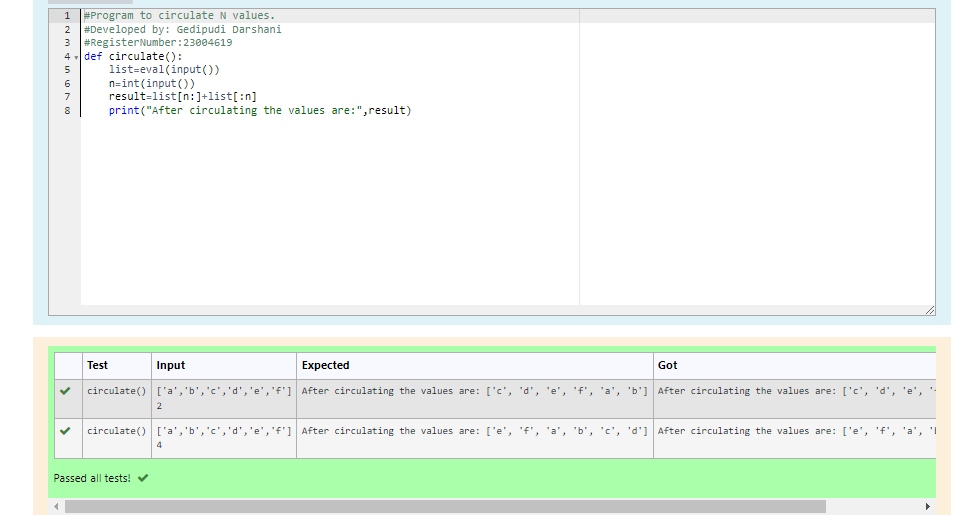 1 #Program to circulate N values.
2 #Developed by: Gedipudi Darshani
3 #RegisterNumber:23004619
4 def circulate():
5 list=eval(input())
6 n=int(input())
7 result=list[n:]+list[:n]
8 print("After circulating the values are:",result)
Test Input Expected Got
circulate() ['a','b','c','d','e','f'] After circulating the values are: ['c', 'd', 'e', 'f', 'a', 'b'] After circulating the values are: ['c', 'd', 'e',
2
circulate() ['a','b','c','d','e','f'] After circulating the values are: ['e', 'f', 'a', 'b', 'c', 'd'] After circulating the values are: ['e', 'f', 'a',
4
Passed all tests!